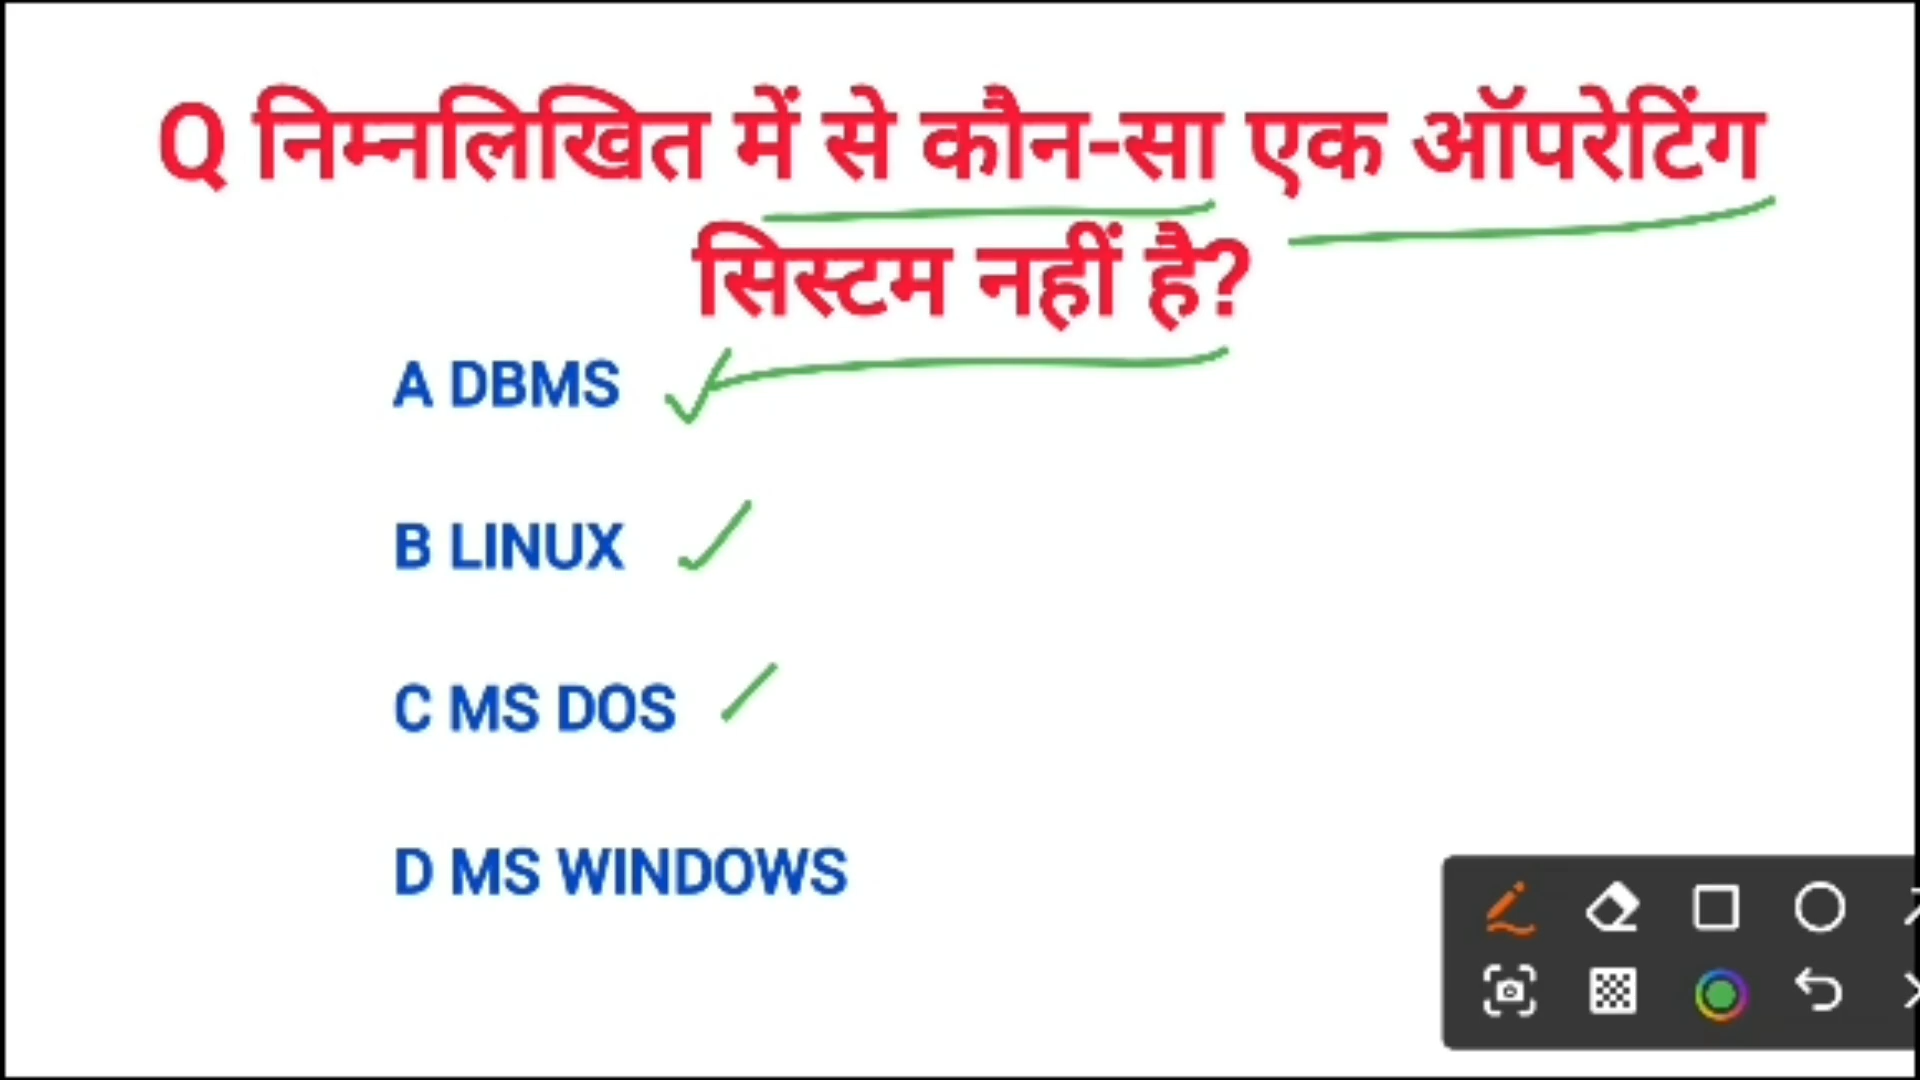 Q निम्नलिखित में से कौन-सा एक ऑपरेटिंग
सिस्टम नहीं है?
A DBMS
B LINUX
C MS DOS
D MS WINDOWS